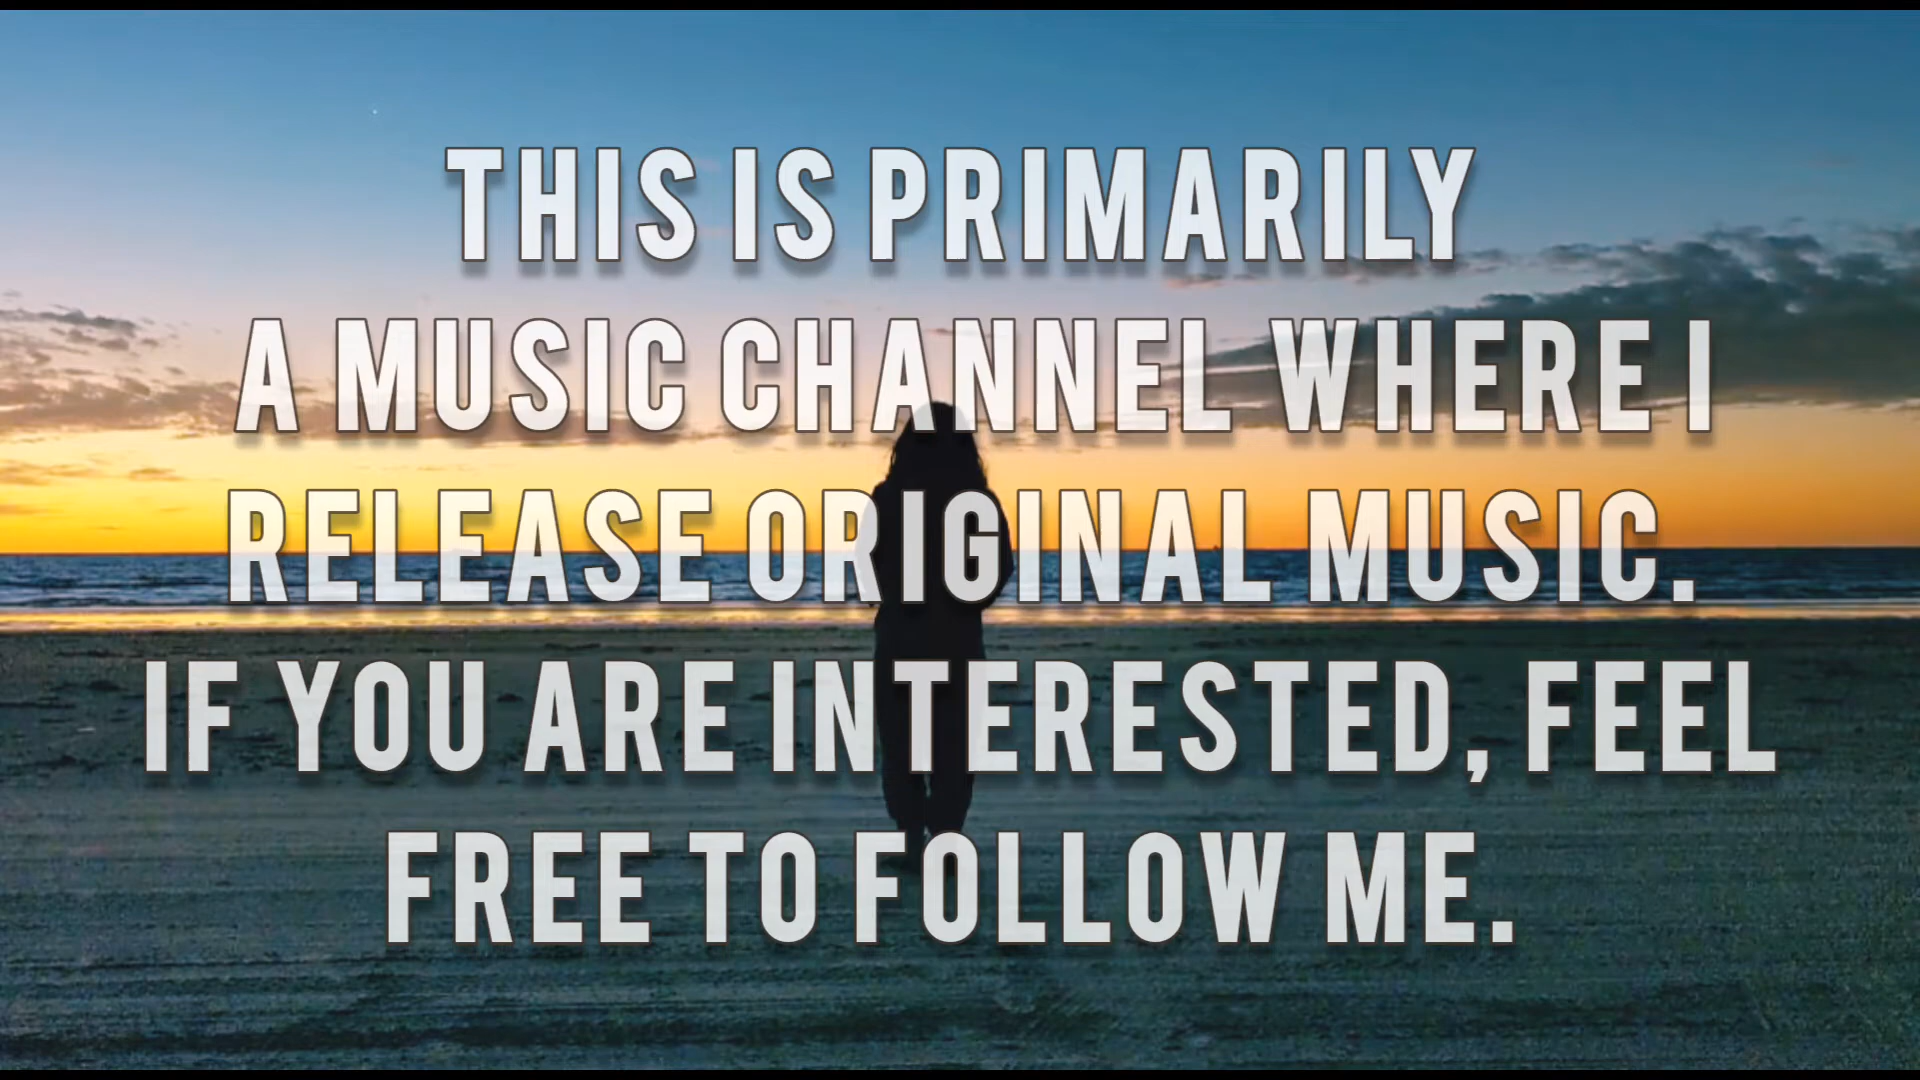 THIS IS PRIMARILY
A MUSIC CHANNEL WHERE I
RELEASE ORIGINAL MUSIC.
IF YOU ARE INTERESTED, FEEL
FREE TO FOLLOW ME.